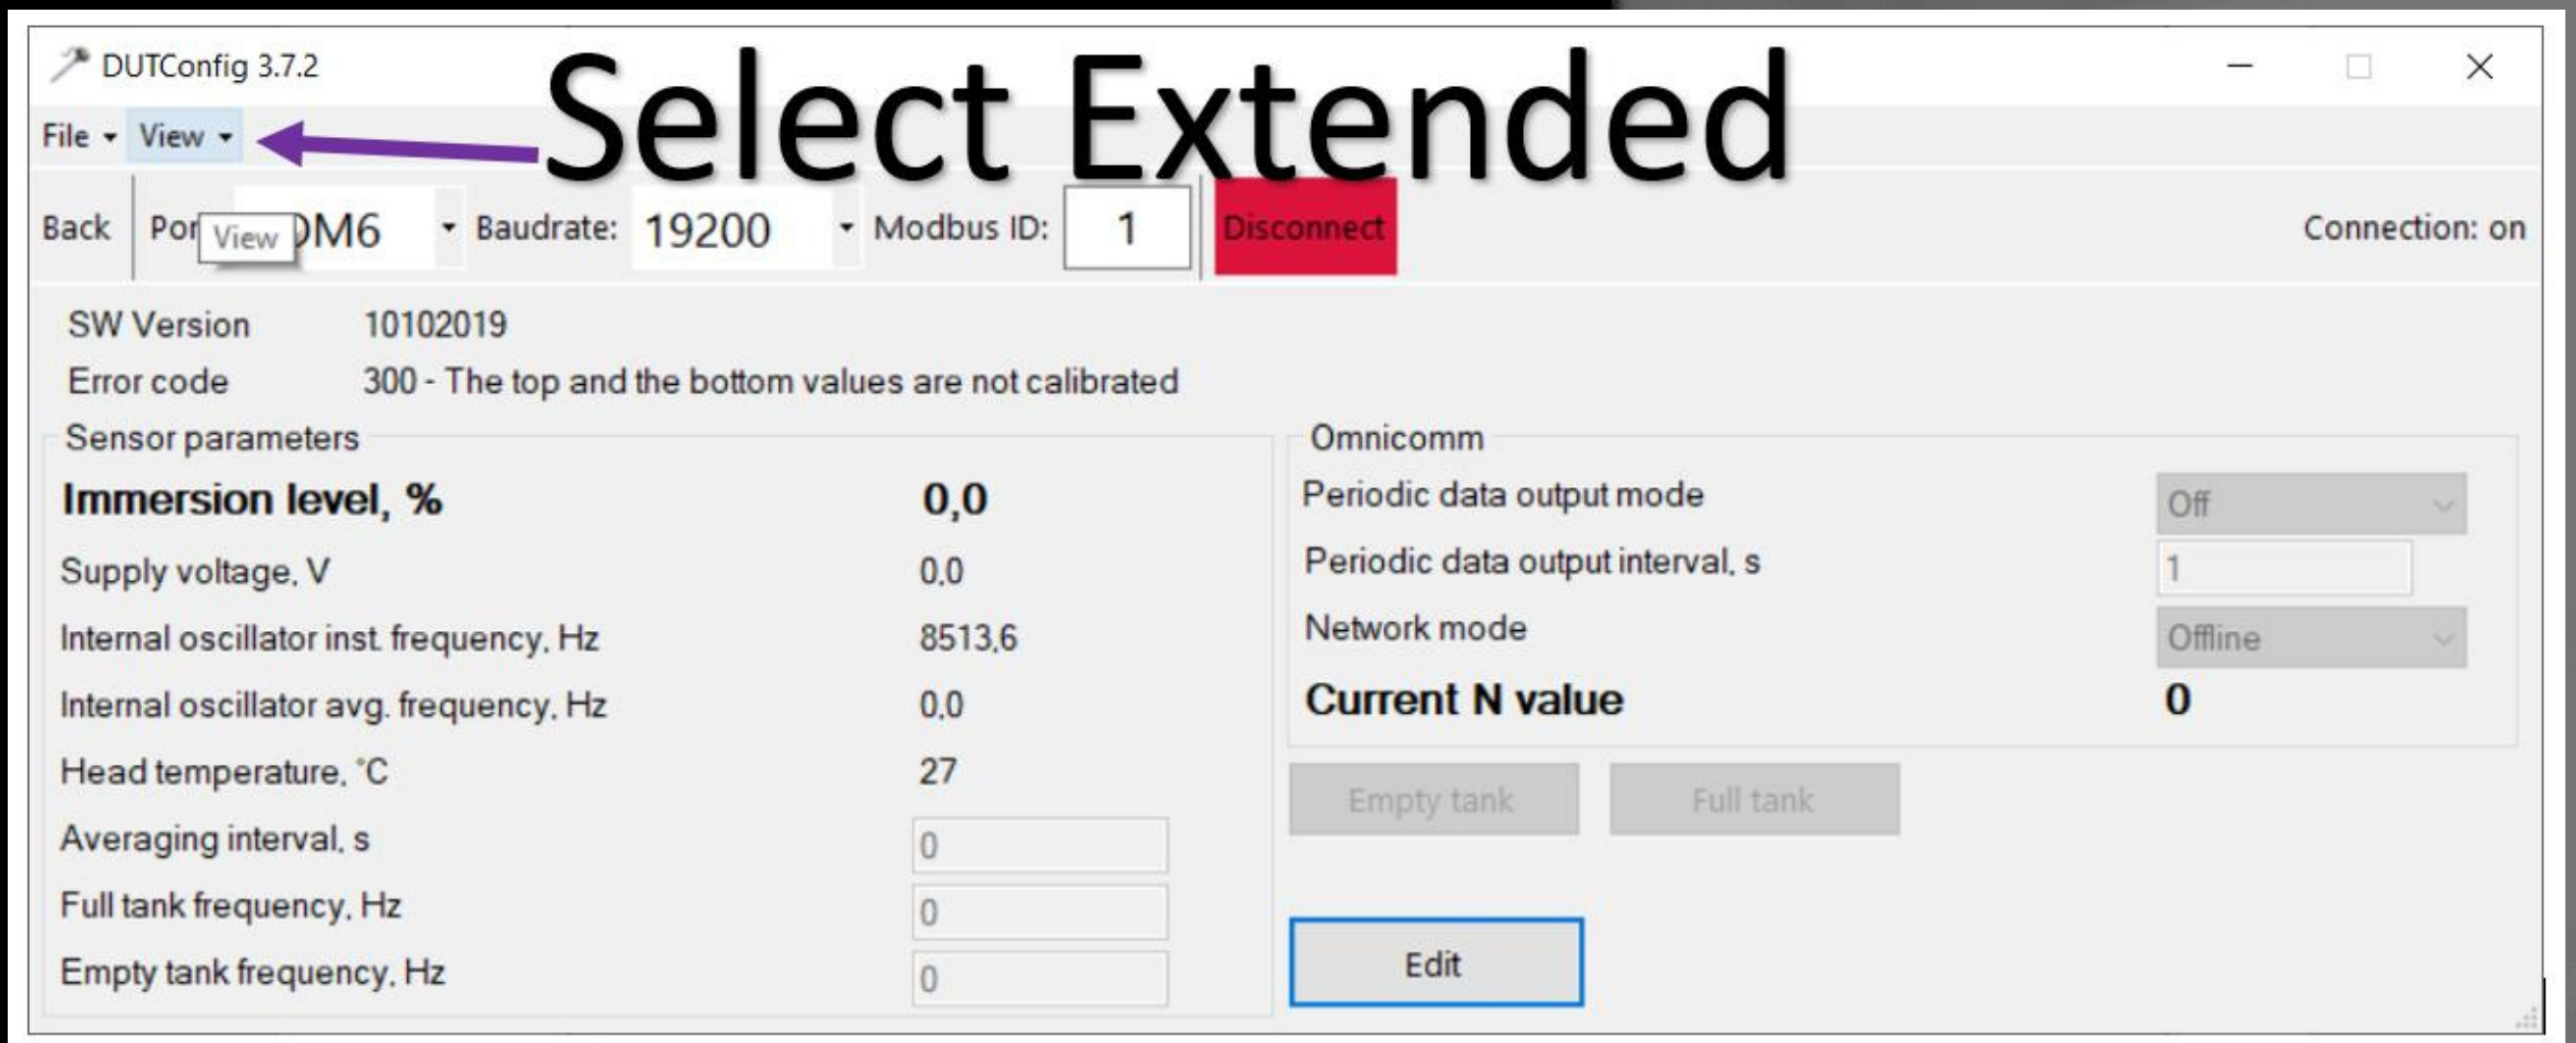 DUTConfig 3.7.2
Select Extended
File View
Back Por View OM6 Baudrate: 19200 Modbus ID: 1 Disconnect Connection: on
SW Version 10102019
Error code 300 - The top and the bottom values are not calibrated
Sensor parameters
Immersion level, % 0,0
Supply voltage, V 0,0
Internal oscillator inst. frequency, Hz 8513,6
Internal oscillator avg. frequency, Hz 0,0
Head temperature, °C 27
Averaging interval, s 0
Full tank frequency, Hz 0
Empty tank frequency, Hz 0
Omnicomm
Periodic data output mode Off
Periodic data output interval, s 1
Network mode Offline
Current N value 0
Empty tank Full tank
Edit